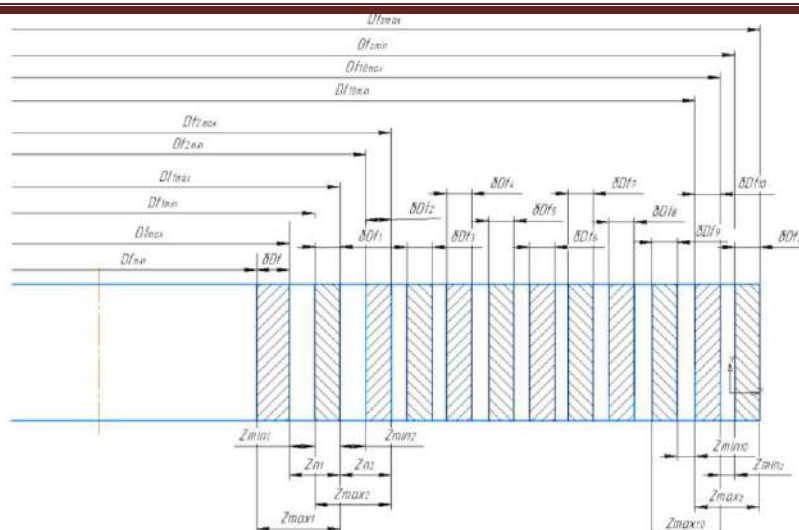 Df2max
Df2min
Df10max
Df10min
Df2max
Df2min
Df1max
Df1min
Dfmax
Dfmin
δDf
δDf1
δDf2
δDf3
δDf4
δDf5
δDf6
δDf7
δDf8
δDf9
δDf10
Zmin1
Zmin2
Zn1
Zn2
Zmax2
Zmax1
Zmin10
Zmax10